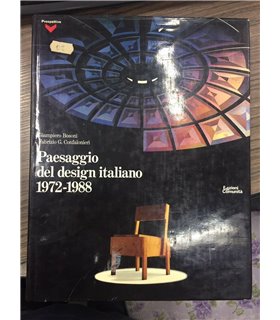 Prospettive
Giampiero Bosoni
Fabrizio G. Confalonieri
Paesaggio
del design italiano
1972-1988
Edizioni
Comunità